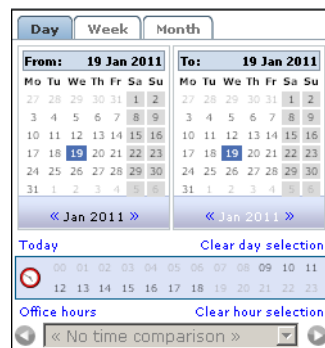 Day Week Month
From: 19 Jan 2011 To: 19 Jan 2011
Mo Tu We Th Fr Sa Su Mo Tu We Th Fr Sa Su
27 28 29 30 31 1 2 27 28 29 30 31 1 2
3 4 5 6 7 8 9 3 4 5 6 7 8 9
10 11 12 13 14 15 16 10 11 12 13 14 15 16
17 18 19 20 21 22 23 17 18 19 20 21 22 23
24 25 26 27 28 29 30 24 25 26 27 28 29 30
31 1 2 3 4 5 6 31 1 2 3 4 5 6
« Jan 2011 » « Jan 2011 »
Today Clear day selection
00 01 02 03 04 05 06 07 08 09 10 11
12 13 14 15 16 17 18 19 20 21 22 23
Office hours Clear hour selection
« No time comparison »